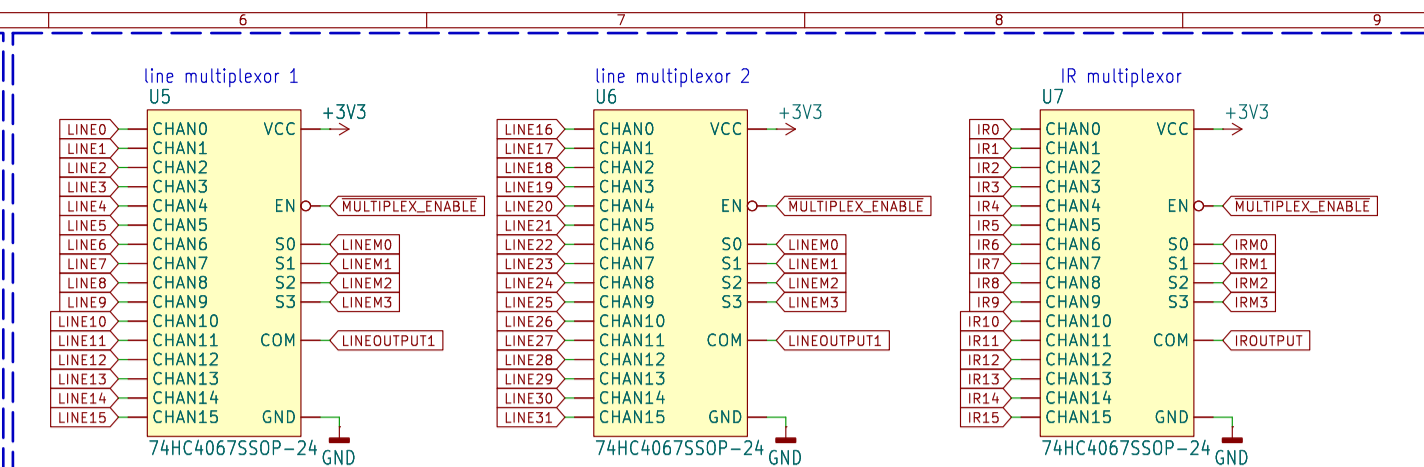 6 7 8 9
line multiplexor 1
U5
+3V3
LINE0 CHAN0 VCC
LINE1 CHAN1
LINE2 CHAN2
LINE3 CHAN3
LINE4 CHAN4 EN MULTIPLEX_ENABLE
LINE5 CHAN5
LINE6 CHAN6 S0 LINEM0
LINE7 CHAN7 S1 LINEM1
LINE8 CHAN8 S2 LINEM2
LINE9 CHAN9 S3 LINEM3
LINE10 CHAN10
LINE11 CHAN11 COM LINEOUTPUT1
LINE12 CHAN12
LINE13 CHAN13
LINE14 CHAN14
LINE15 CHAN15 GND
74HC4067SSOP-24
GND
line multiplexor 2
U6
+3V3
LINE16 CHAN0 VCC
LINE17 CHAN1
LINE18 CHAN2
LINE19 CHAN3
LINE20 CHAN4 EN MULTIPLEX_ENABLE
LINE21 CHAN5
LINE22 CHAN6 S0 LINEM0
LINE23 CHAN7 S1 LINEM1
LINE24 CHAN8 S2 LINEM2
LINE25 CHAN9 S3 LINEM3
LINE26 CHAN10
LINE27 CHAN11 COM LINEOUTPUT1
LINE28 CHAN12
LINE29 CHAN13
LINE30 CHAN14
LINE31 CHAN15 GND
74HC4067SSOP-24
GND
IR multiplexor
U7
+3V3
IR0 CHAN0 VCC
IR1 CHAN1
IR2 CHAN2
IR3 CHAN3
IR4 CHAN4 EN MULTIPLEX_ENABLE
IR5 CHAN5
IR6 CHAN6 S0 IRM0
IR7 CHAN7 S1 IRM1
IR8 CHAN8 S2 IRM2
IR9 CHAN9 S3 IRM3
IR10 CHAN10
IR11 CHAN11 COM IROUTPUT
IR12 CHAN12
IR13 CHAN13
IR14 CHAN14
IR15 CHAN15 GND
74HC4067SSOP-24
GND